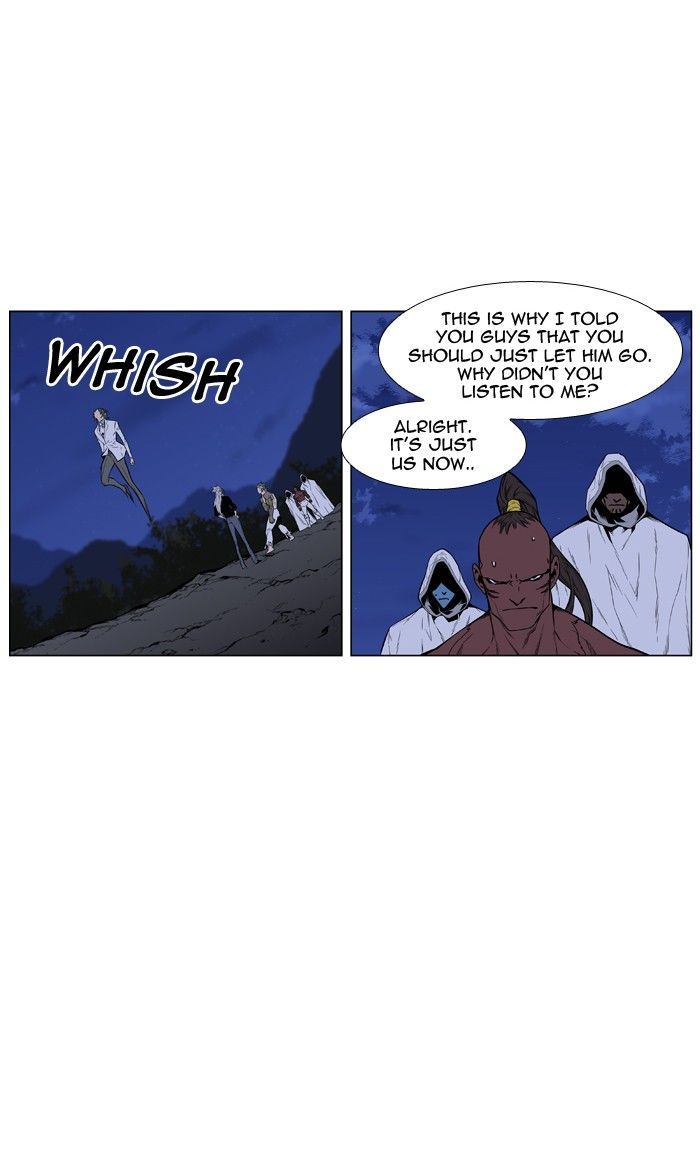 WHISH
THIS IS WHY I TOLD
YOU GUYS THAT YOU
SHOULD JUST LET HIM GO.
WHY DIDN'T YOU
LISTEN TO ME?
ALRIGHT.
IT'S JUST
US NOW..